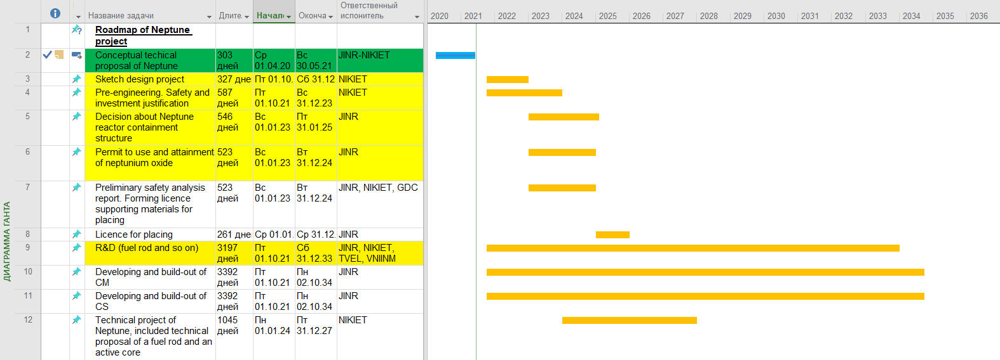 Название задачи
Длите.
Начало
Оконча
Ответственный
испонитель
2020 2021 2022 2023 2024 2025 2026 2027 2028 2029 2030 2031 2032 2033 2034 2035 2036
ДИАГРАММА ГАНТА
1
Roadmap of Neptune
project
2
Conceptual techical
proposal of Neptune
303
дней
Ср
01.04.20
Вс
30.05.21
JINR-NIKIET
3
Sketch design project
327 дне
Пт 01.10.
Сб 31.12
NIKIET
4
Pre-engineering. Safety and
investment justification
587
дней
Пт
01.10.21
Вс
31.12.23
NIKIET
5
Decision about Neptune
reactor containment
structure
546
дней
Вс
01.01.23
Пт
31.01.25
JINR
6
Permit to use and attainment
of neptunium oxide
523
дней
Вс
01.01.23
Вт
31.12.24
JINR
7
Preliminary safety analysis
report. Forming licence
supporting materials for
placing
523
дней
Вс
01.01.23
Вт
31.12.24
JINR, NIKIET, GDC
8
Licence for placing
261 дне
Ср 01.01.
Ср 31.12.
JINR
9
R&D (fuel rod and so on)
3197
дней
Пт
01.10.21
Сб
31.12.33
JINR, NIKIET,
TVEL, VNIINM
10
Developing and build-out of
CM
3392
дней
Пт
01.10.21
Пн
02.10.34
JINR
11
Developing and build-out of
CS
3392
дней
Пт
01.10.21
Пн
02.10.34
JINR
12
Technical project of
Neptune, included technical
proposal of a fuel rod and an
active core
1045
дней
Пн
01.01.24
Пт
31.12.27
NIKIET